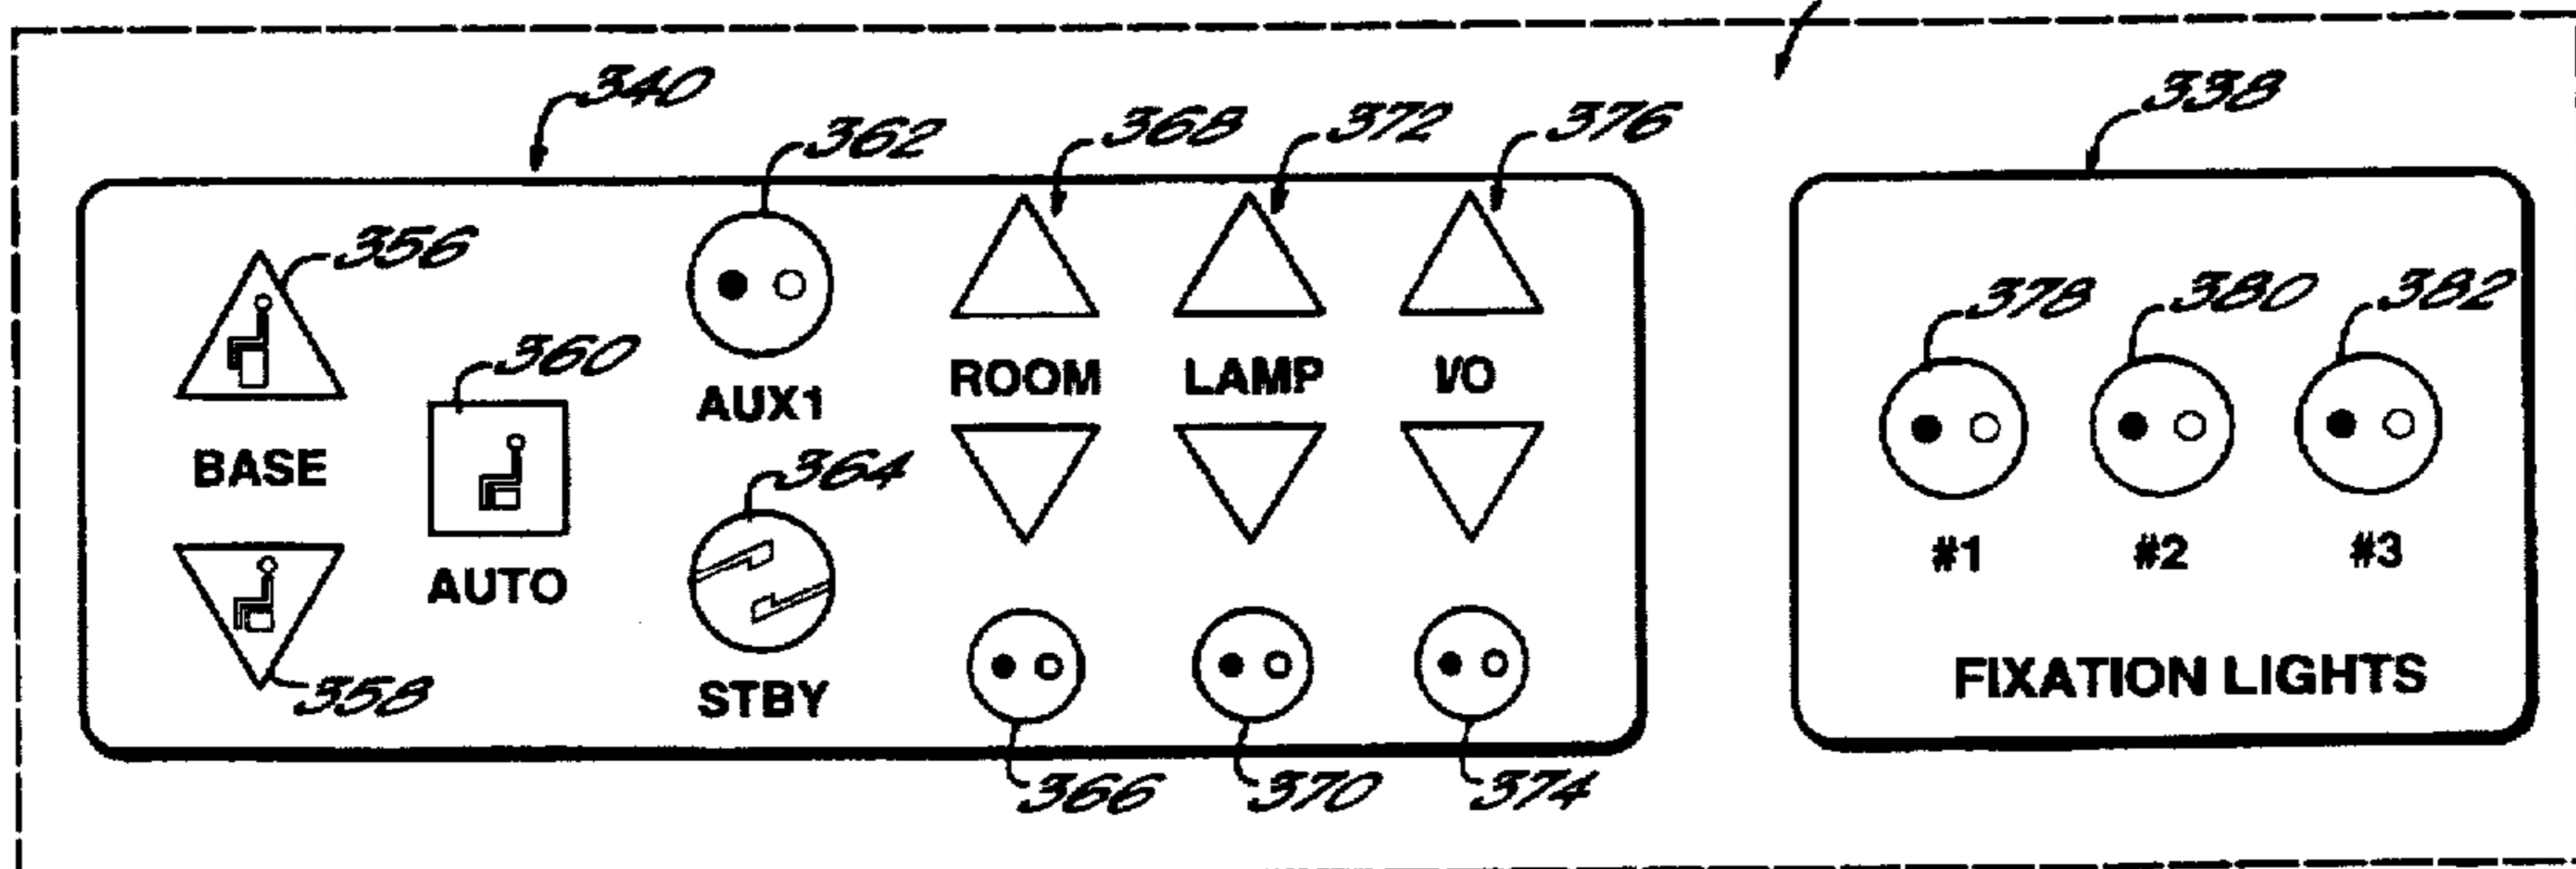 340
338
362
368
372
376
356
378
380
382
360
ROOM
LAMP
I/O
AUX1
BASE
364
#1
#2
#3
AUTO
358
STBY
FIXATION LIGHTS
366
370
374